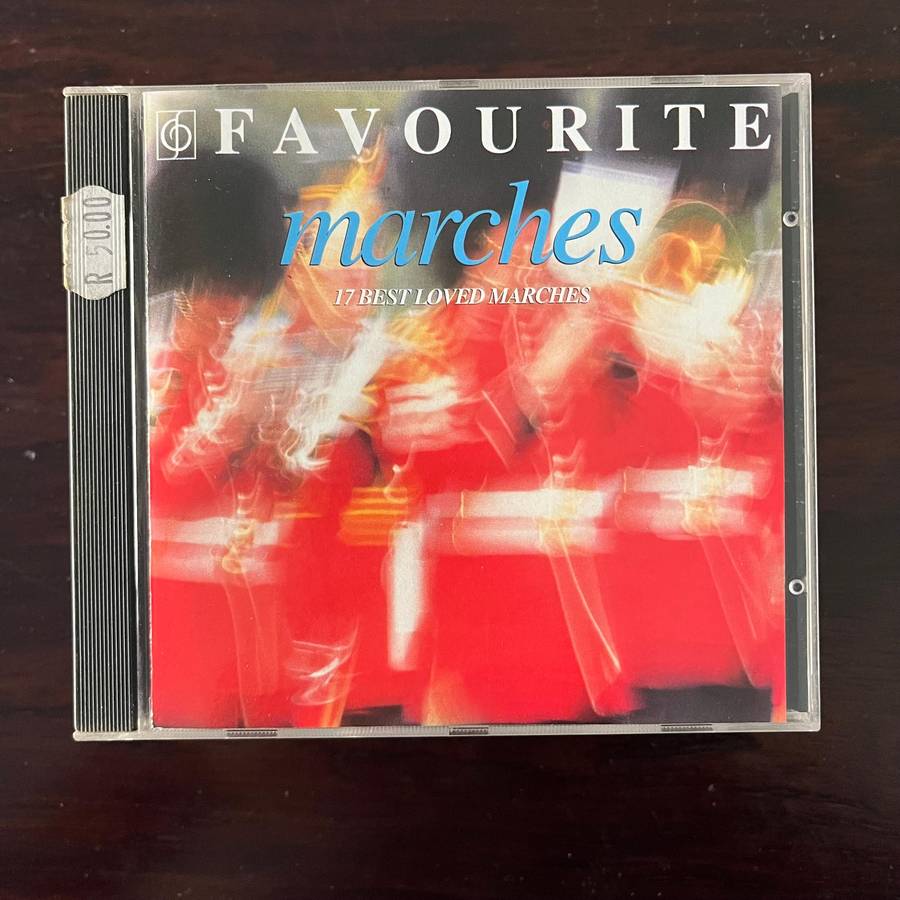 FAVOURITE
marches
17 BEST LOVED MARCHES
R 50.00